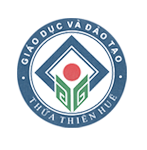 GIÁO DỤC VÀ ĐÀO TẠO
THỪA THIÊN HUẾ